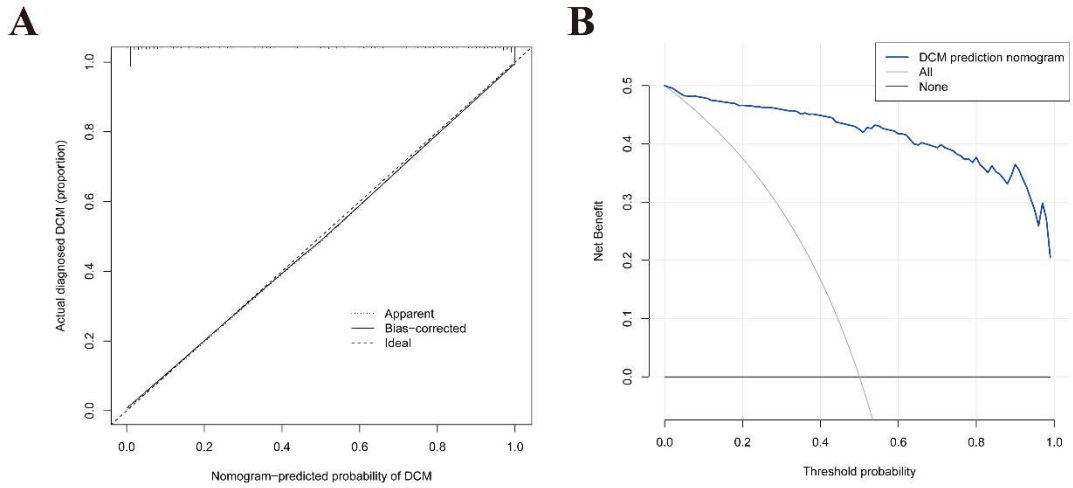 A
Actual diagnosed DCM (proportion)
1.0
0.8
0.6
0.4
0.2
0.0
Apparent
Bias-corrected
Ideal
0.0 0.2 0.4 0.6 0.8 1.0
Nomogram-predicted probability of DCM
B
DCM prediction nomogram
All
None
Net Benefit
0.5
0.4
0.3
0.2
0.1
0.0
0.0 0.2 0.4 0.6 0.8 1.0
Threshold probability